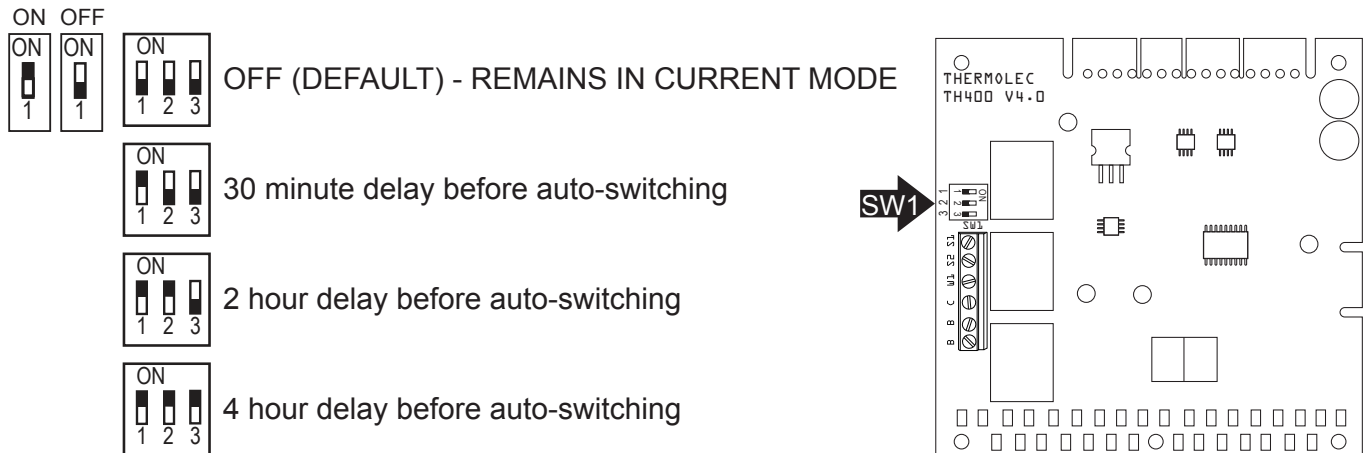 ON OFF
ON
1
ON
1
ON
1 2 3
OFF (DEFAULT) - REMAINS IN CURRENT MODE
ON
1 2 3
30 minute delay before auto-switching
ON
1 2 3
2 hour delay before auto-switching
ON
1 2 3
4 hour delay before auto-switching
THERMOLEC
TH400 V4.0
SW1
1
2
3
1
2
3
ON
SW1
S1
S2
W1
C
B
B